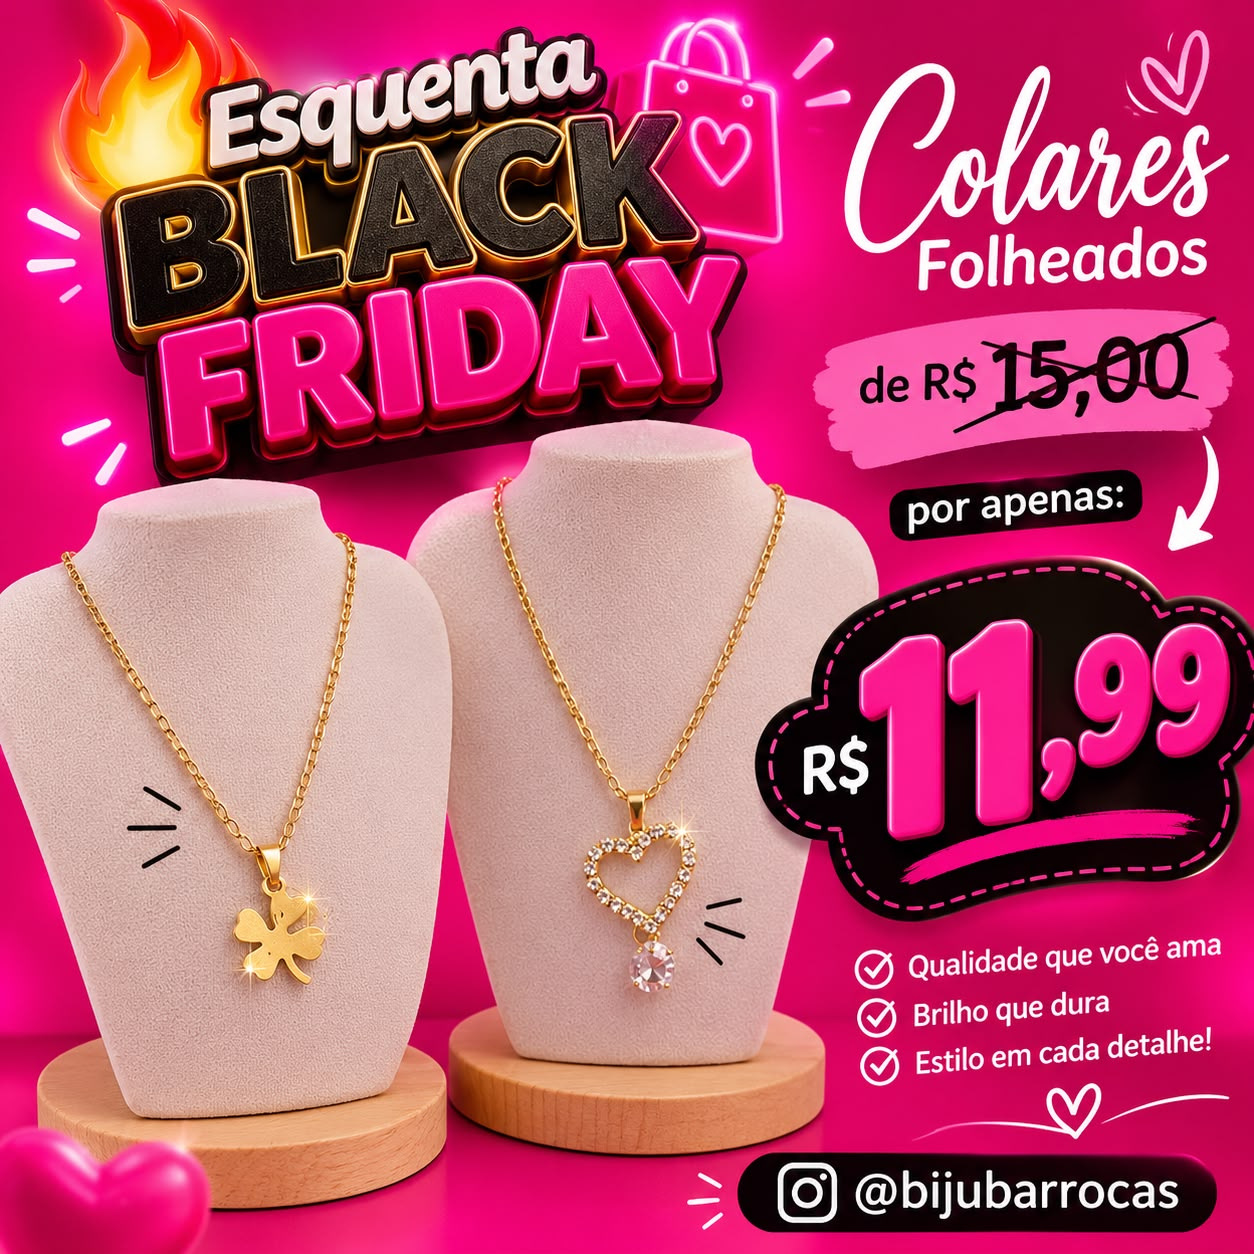 Esquenta
BLACK
FRIDAY
Colares
Folheados
de R$ 15,00
por apenas:
R$ 11,99
Qualidade que você ama
Brilho que dura
Estilo em cada detalhe!
@bijubarrocas